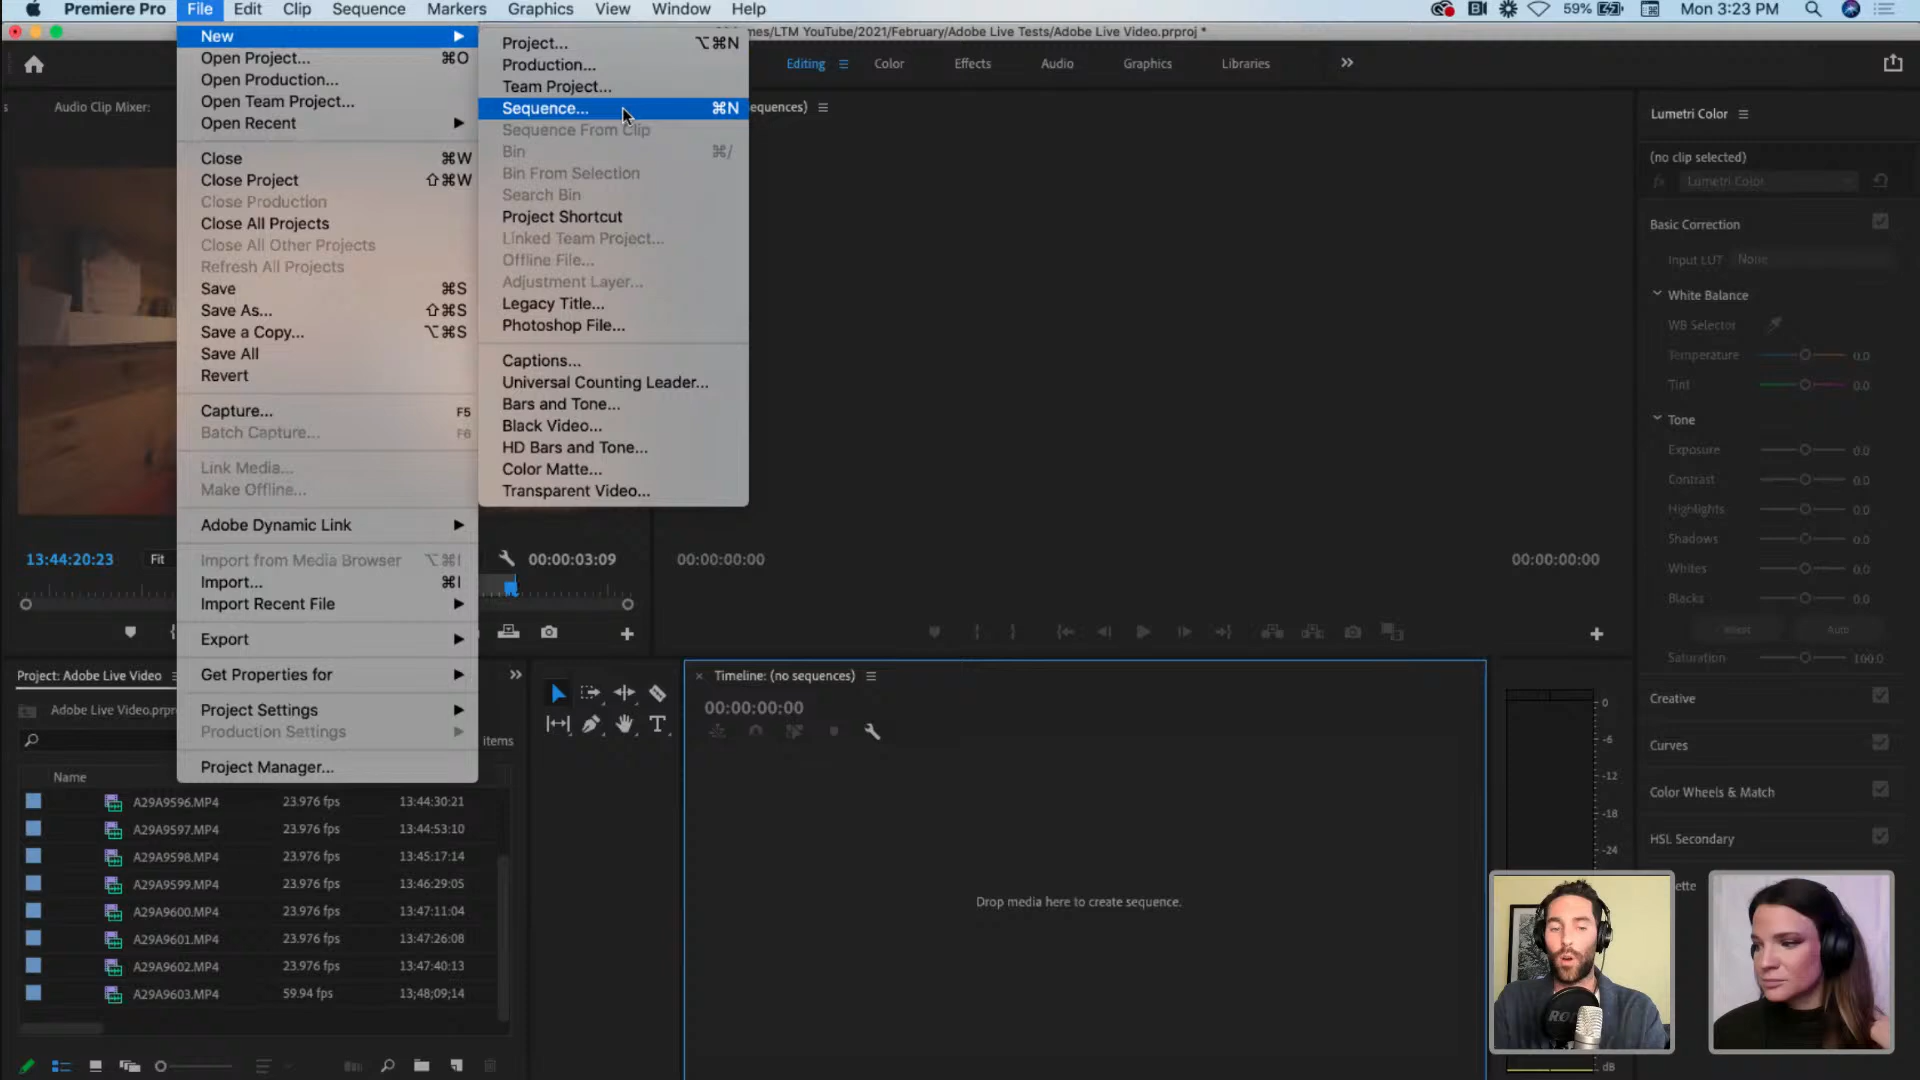 Premiere Pro File Edit Clip Sequence Markers Graphics View Window Help 59% Mon 3:23 PM
mes/LTM YouTube/2021/February/Adobe Live Tests/Adobe Live Video.prproj *
Editing Color Effects Audio Graphics Libraries
s Audio Clip Mixer:
New
Open Project... ⌘O
Open Production...
Open Team Project...
Open Recent
Close ⌘W
Close Project ⇧⌘W
Close Production
Close All Projects
Close All Other Projects
Refresh All Projects
Save ⌘S
Save As... ⇧⌘S
Save a Copy... ⌥⌘S
Save All
Revert
Capture... F5
Batch Capture... F6
Link Media...
Make Offline...
Adobe Dynamic Link
Import from Media Browser ⌥⌘I
Import... ⌘I
Import Recent File
Export
Get Properties for
Project Settings
Production Settings
Project Manager...
Project... ⌥⌘N
Production...
Team Project...
Sequence... ⌘N
Sequence From Clip
Bin ⌘/
Bin From Selection
Search Bin
Project Shortcut
Linked Team Project...
Offline File...
Adjustment Layer...
Legacy Title...
Photoshop File...
Captions...
Universal Counting Leader...
Bars and Tone...
Black Video...
HD Bars and Tone...
Color Matte...
Transparent Video...
equences)
13:44:20:23 Fit 00:00:03:09
00:00:00:00 00:00:00:00
Lumetri Color
(no clip selected)
fx Lumetri Color
Basic Correction
Input LUT None
White Balance
WB Selector
Temperature 0.0
Tint 0.0
Tone
Exposure 0.0
Contrast 0.0
Highlights 0.0
Shadows 0.0
Whites 0.0
Blacks 0.0
Reset Auto
Saturation 100.0
Creative
Curves
Color Wheels & Match
HSL Secondary
ette
Project: Adobe Live Video
Adobe Live Video.prpr
items
Name
A29A9596.MP4 23.976 fps 13:44:30:21
A29A9597.MP4 23.976 fps 13:44:53:10
A29A9598.MP4 23.976 fps 13:45:17:14
A29A9599.MP4 23.976 fps 13:46:29:05
A29A9600.MP4 23.976 fps 13:47:11:04
A29A9601.MP4 23.976 fps 13:47:26:08
A29A9602.MP4 23.976 fps 13:47:40:13
A29A9603.MP4 59.94 fps 13;48;09;14
Timeline: (no sequences)
00:00:00:00
Drop media here to create sequence.
0
-6
-12
-18
-24
dB